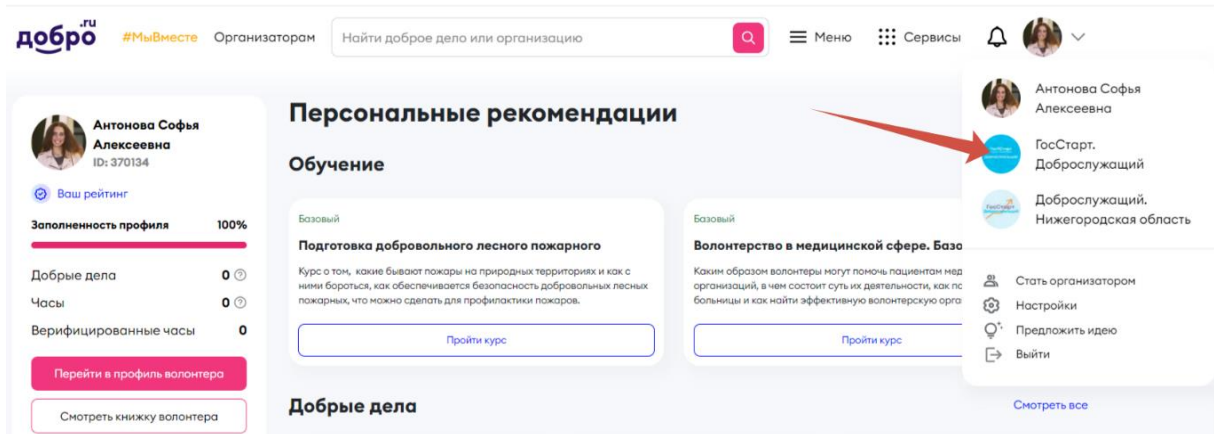 добро.ru
#МыВместе
Организаторам
Найти доброе дело или организацию
Меню
Сервисы
Антонова Софья
Алексеевна
ГосСтарт.
Доброслужащий
Доброслужащий.
Нижегородская область
Стать организатором
Настройки
Предложить идею
Выйти
Антонова Софья
Алексеевна
ID: 370134
Ваш рейтинг
Заполненность профиля 100%
Добрые дела 0
Часы 0
Верифицированные часы 0
Перейти в профиль волонтера
Смотреть книжку волонтера
Персональные рекомендации
Обучение
Базовый
Подготовка добровольного лесного пожарного
Курс о том, какие бывают пожары на природных территориях и как с
ними бороться, как обеспечивается безопасность добровольных лесных
пожарных, что можно сделать для профилактики пожаров.
Пройти курс
Базовый
Волонтерство в медицинской сфере. Базо
Каким образом волонтеры могут помочь пациентам мед
организаций, в чем состоит суть их деятельности, как по
больницы и как найти эффективную волонтерскую орга
Пройти курс
Добрые дела
Смотреть все